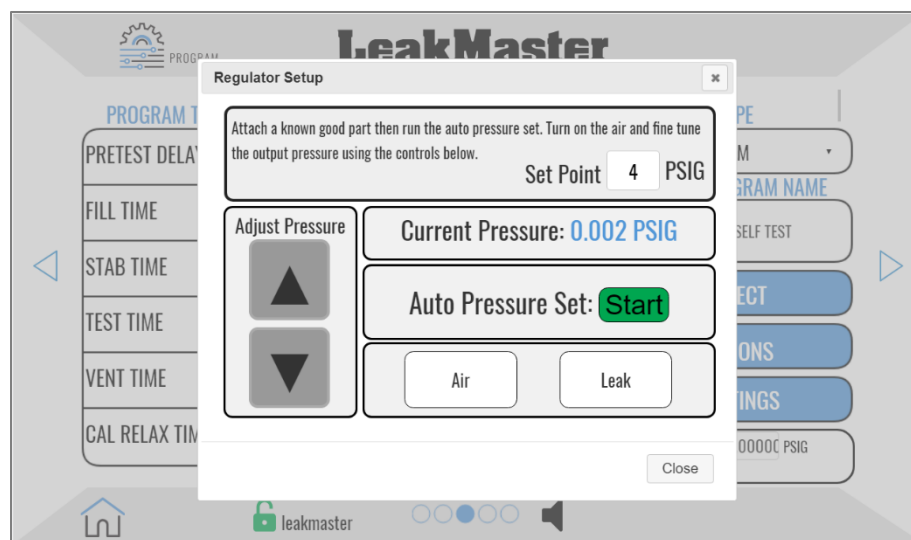 PROGRAM
LeakMaster
Regulator Setup
PROGRAM T
PE
Attach a known good part then run the auto pressure set. Turn on the air and fine tune
the output pressure using the controls below.
Set Point 4 PSIG
PRETEST DELAY
M
GRAM NAME
FILL TIME
SELF TEST
Adjust Pressure
Current Pressure: 0.002 PSIG
STAB TIME
ECT
Auto Pressure Set: Start
TEST TIME
ONS
VENT TIME
Air
Leak
TINGS
CAL RELAX TIM
0000 PSIG
Close
leakmaster